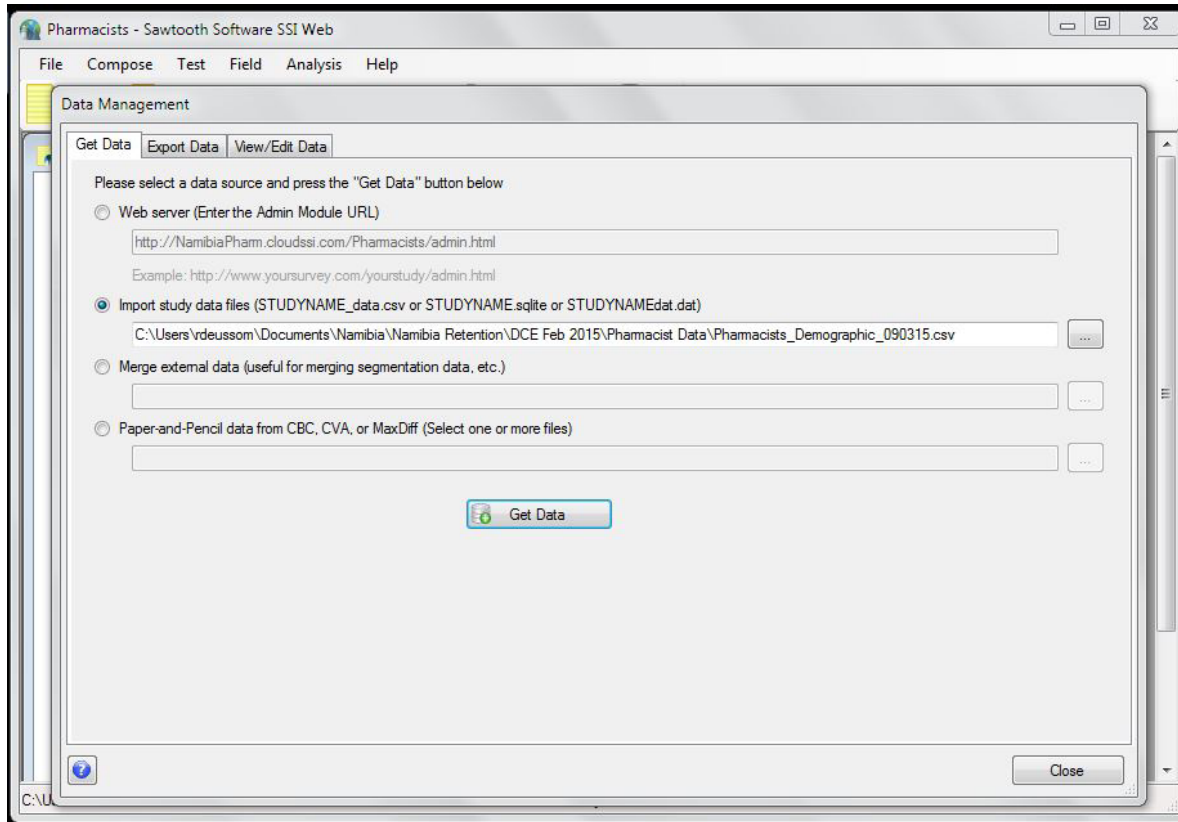 Pharmacists - Sawtooth Software SSI Web
File Compose Test Field Analysis Help
Data Management
Get Data Export Data View/Edit Data
Please select a data source and press the "Get Data" button below
Web server (Enter the Admin Module URL)
http://NamibiaPharm.cloudssi.com/Pharmacists/admin.html
Example: http://www.yoursurvey.com/yourstudy/admin.html
Import study data files (STUDYNAME_data.csv or STUDYNAME.sqlite or STUDYNAMEdat.dat)
C:\Users\rdeussom\Documents\Namibia\Namibia Retention\DCE Feb 2015\Pharmacist Data\Pharmacists_Demographic_090315.csv
...
Merge external data (useful for merging segmentation data, etc.)
...
Paper-and-Pencil data from CBC, CVA, or MaxDiff (Select one or more files)
...
Get Data
Close
C:\U